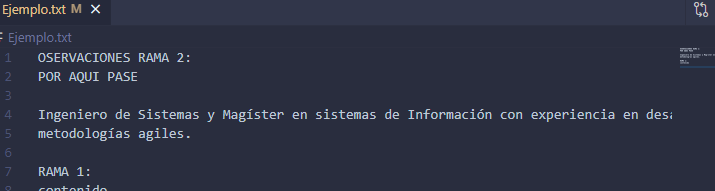 Ejemplo.txt M
Ejemplo.txt
1 OSERVACIONES RAMA 2:
2 POR AQUI PASE
3
4 Ingeniero de Sistemas y Magíster en sistemas de Información con experiencia en desa
5 metodologías agiles.
6
7 RAMA 1:
8 contenido